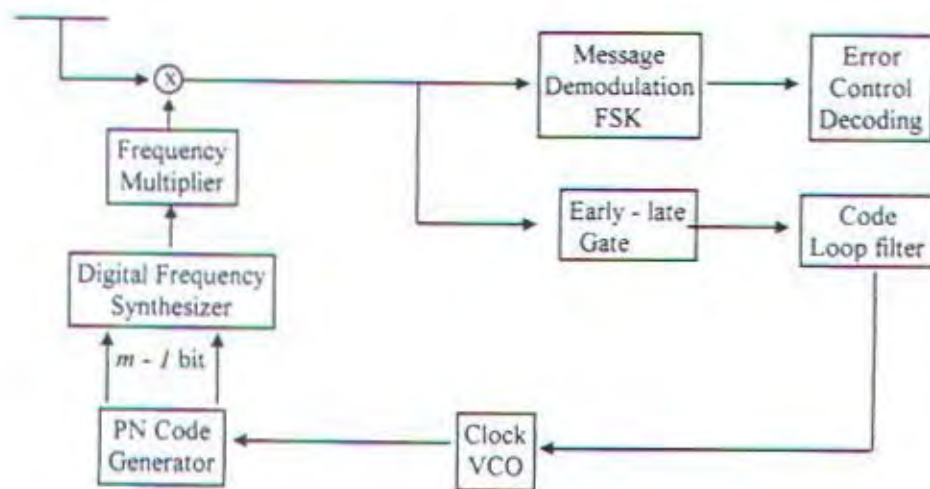 X
Message
Demodulation
FSK
Error
Control
Decoding
Frequency
Multiplier
Early - late
Gate
Code
Loop filter
Digital Frequency
Synthesizer
m - 1 bit
PN Code
Generator
Clock
VCO